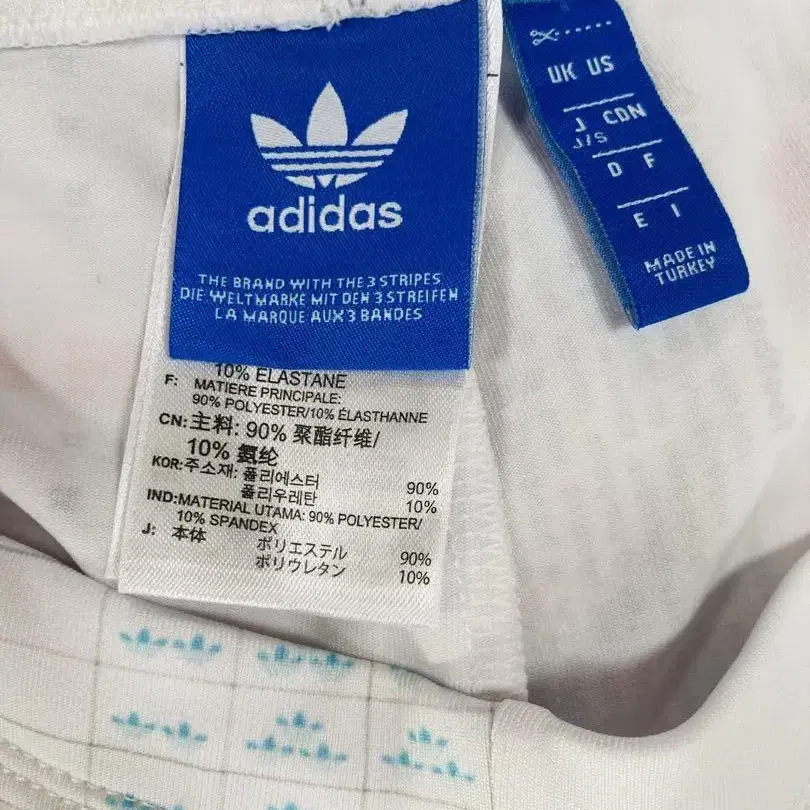 adidas
THE BRAND WITH THE 3 STRIPES
DIE WELTMARKE MIT DEN 3 STREIFEN
LA MARQUE AUX 3 BANDES
10% ELASTANE
F: MATIERE PRINCIPALE:
90% POLYESTER/10% ÉLASTHANNE
CN: 主料: 90% 聚酯纤维/
10% 氨纶
KOR: 주소재: 폴리에스터 90%
폴리우레탄 10%
IND: MATERIAL UTAMA: 90% POLYESTER/
10% SPANDEX
J: 本体 ポリエステル 90%
ポリウレタン 10%
UK US
J CDN
J/S
D F
E I
MADE IN
TURKEY